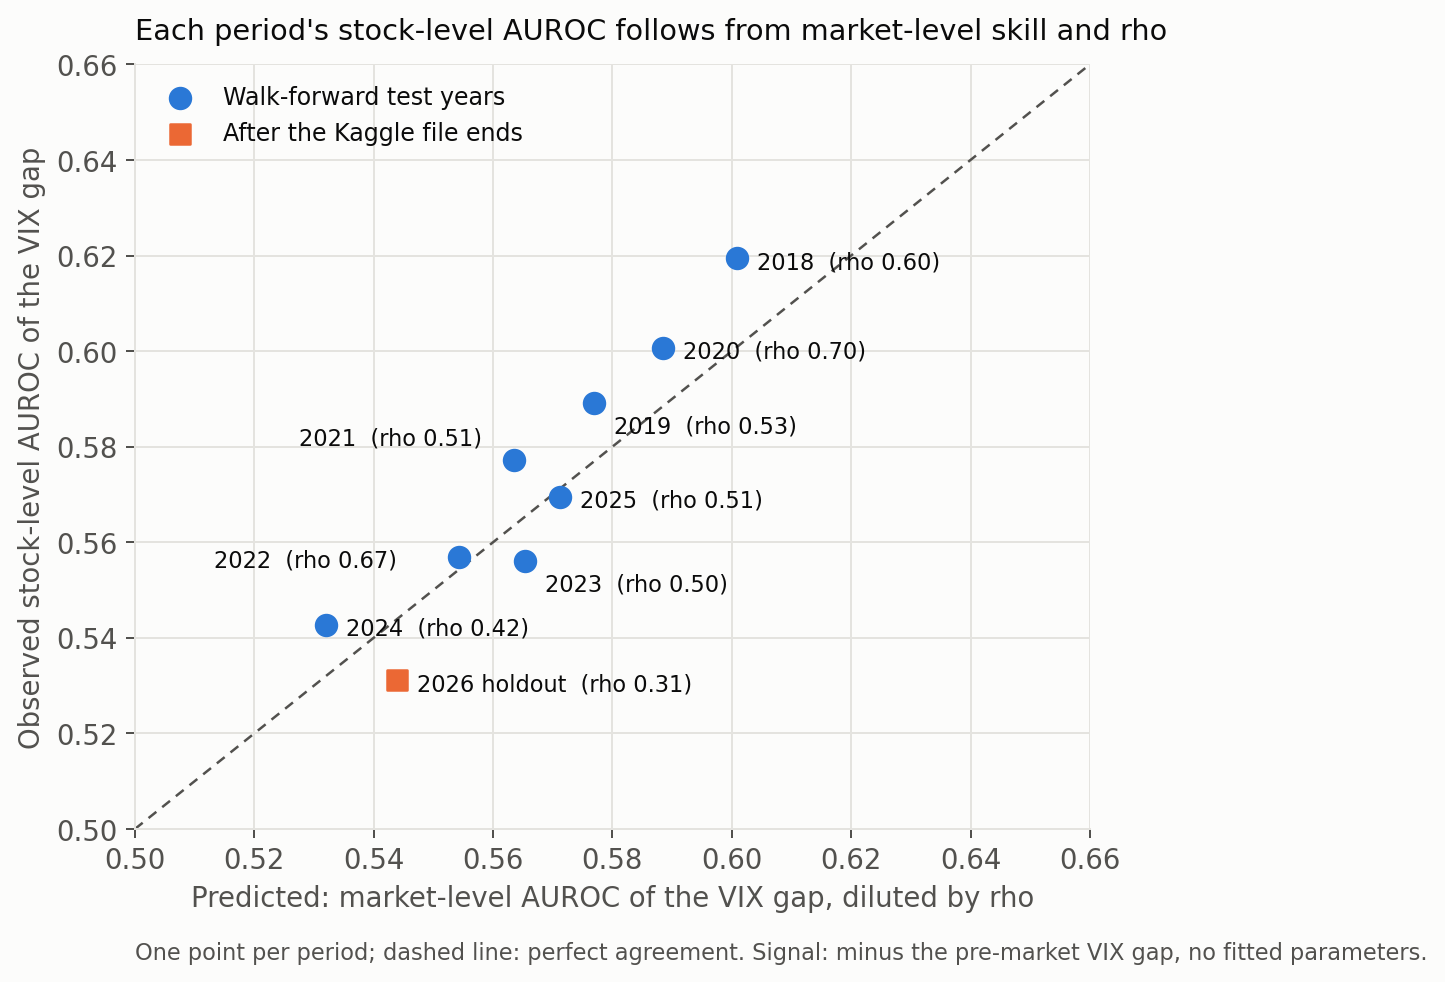 Each period's stock-level AUROC follows from market-level skill and rho
Walk-forward test years
After the Kaggle file ends
Observed stock-level AUROC of the VIX gap
0.66
0.64
0.62
0.60
0.58
0.56
0.54
0.52
0.50
2018 (rho 0.60)
2020 (rho 0.70)
2019 (rho 0.53)
2021 (rho 0.51)
2025 (rho 0.51)
2022 (rho 0.67)
2023 (rho 0.50)
2024 (rho 0.42)
2026 holdout (rho 0.31)
0.50 0.52 0.54 0.56 0.58 0.60 0.62 0.64 0.66
Predicted: market-level AUROC of the VIX gap, diluted by rho
One point per period; dashed line: perfect agreement. Signal: minus the pre-market VIX gap, no fitted parameters.